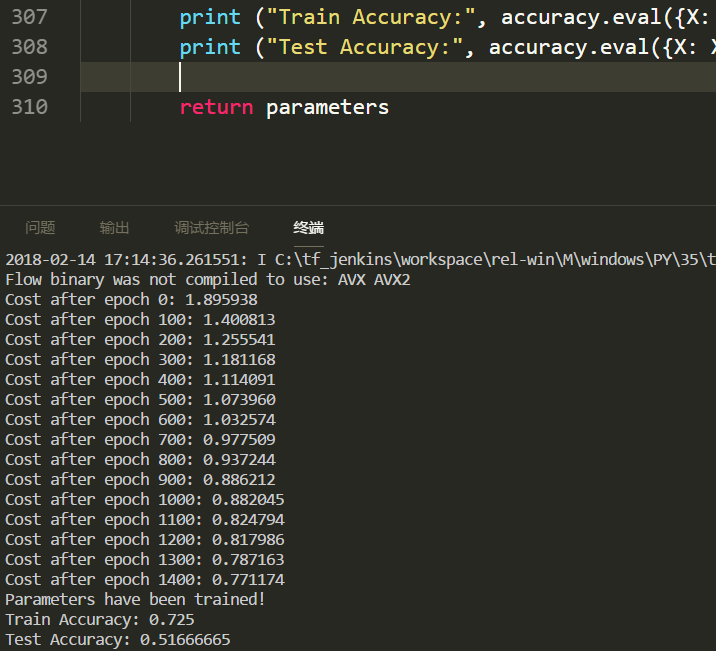 307 print ("Train Accuracy:", accuracy.eval({X:
308 print ("Test Accuracy:", accuracy.eval({X:
309
310 return parameters
问题 输出 调试控制台 终端
2018-02-14 17:14:36.261551: I C:\tf_jenkins\workspace\rel-win\M\windows\PY\35\t
Flow binary was not compiled to use: AVX AVX2
Cost after epoch 0: 1.895938
Cost after epoch 100: 1.400813
Cost after epoch 200: 1.255541
Cost after epoch 300: 1.181168
Cost after epoch 400: 1.114091
Cost after epoch 500: 1.073960
Cost after epoch 600: 1.032574
Cost after epoch 700: 0.977509
Cost after epoch 800: 0.937244
Cost after epoch 900: 0.886212
Cost after epoch 1000: 0.882045
Cost after epoch 1100: 0.824794
Cost after epoch 1200: 0.817986
Cost after epoch 1300: 0.787163
Cost after epoch 1400: 0.771174
Parameters have been trained!
Train Accuracy: 0.725
Test Accuracy: 0.51666665